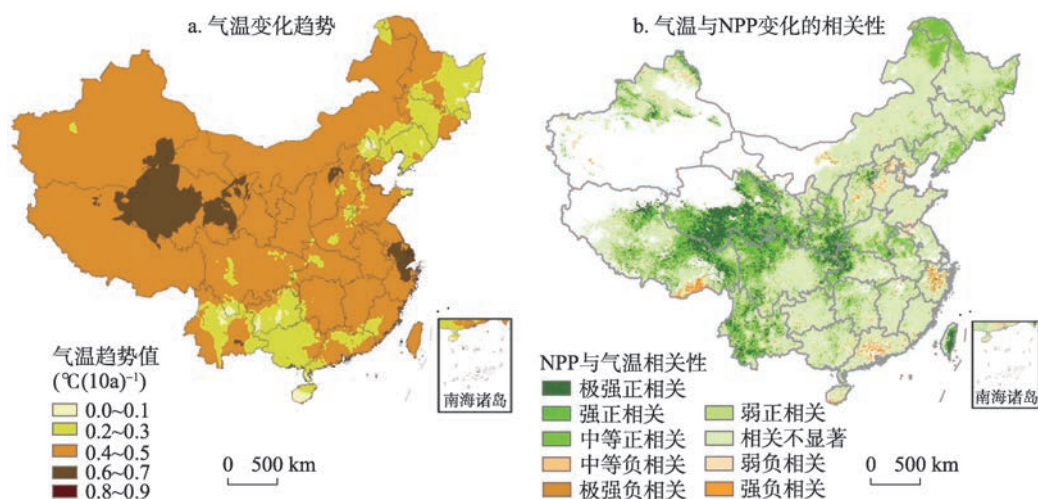 a. 气温变化趋势
气温趋势值
(℃(10a)⁻¹)
0.0~0.1
0.2~0.3
0.4~0.5
0.6~0.7
0.8~0.9
0 500 km
南海诸岛
b. 气温与NPP变化的相关性
NPP与气温相关性
极强正相关
强正相关
中等正相关
中等负相关
极强负相关
弱正相关
相关不显著
弱负相关
强负相关
0 500 km
南海诸岛